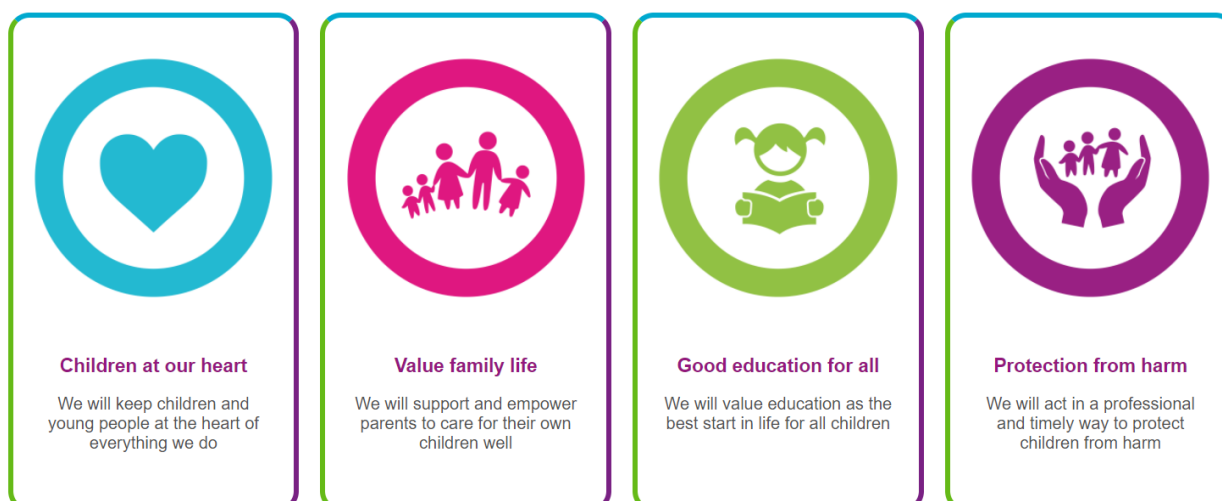 Children at our heart
We will keep children and
young people at the heart of
everything we do
Value family life
We will support and empower
parents to care for their own
children well
Good education for all
We will value education as the
best start in life for all children
Protection from harm
We will act in a professional
and timely way to protect
children from harm